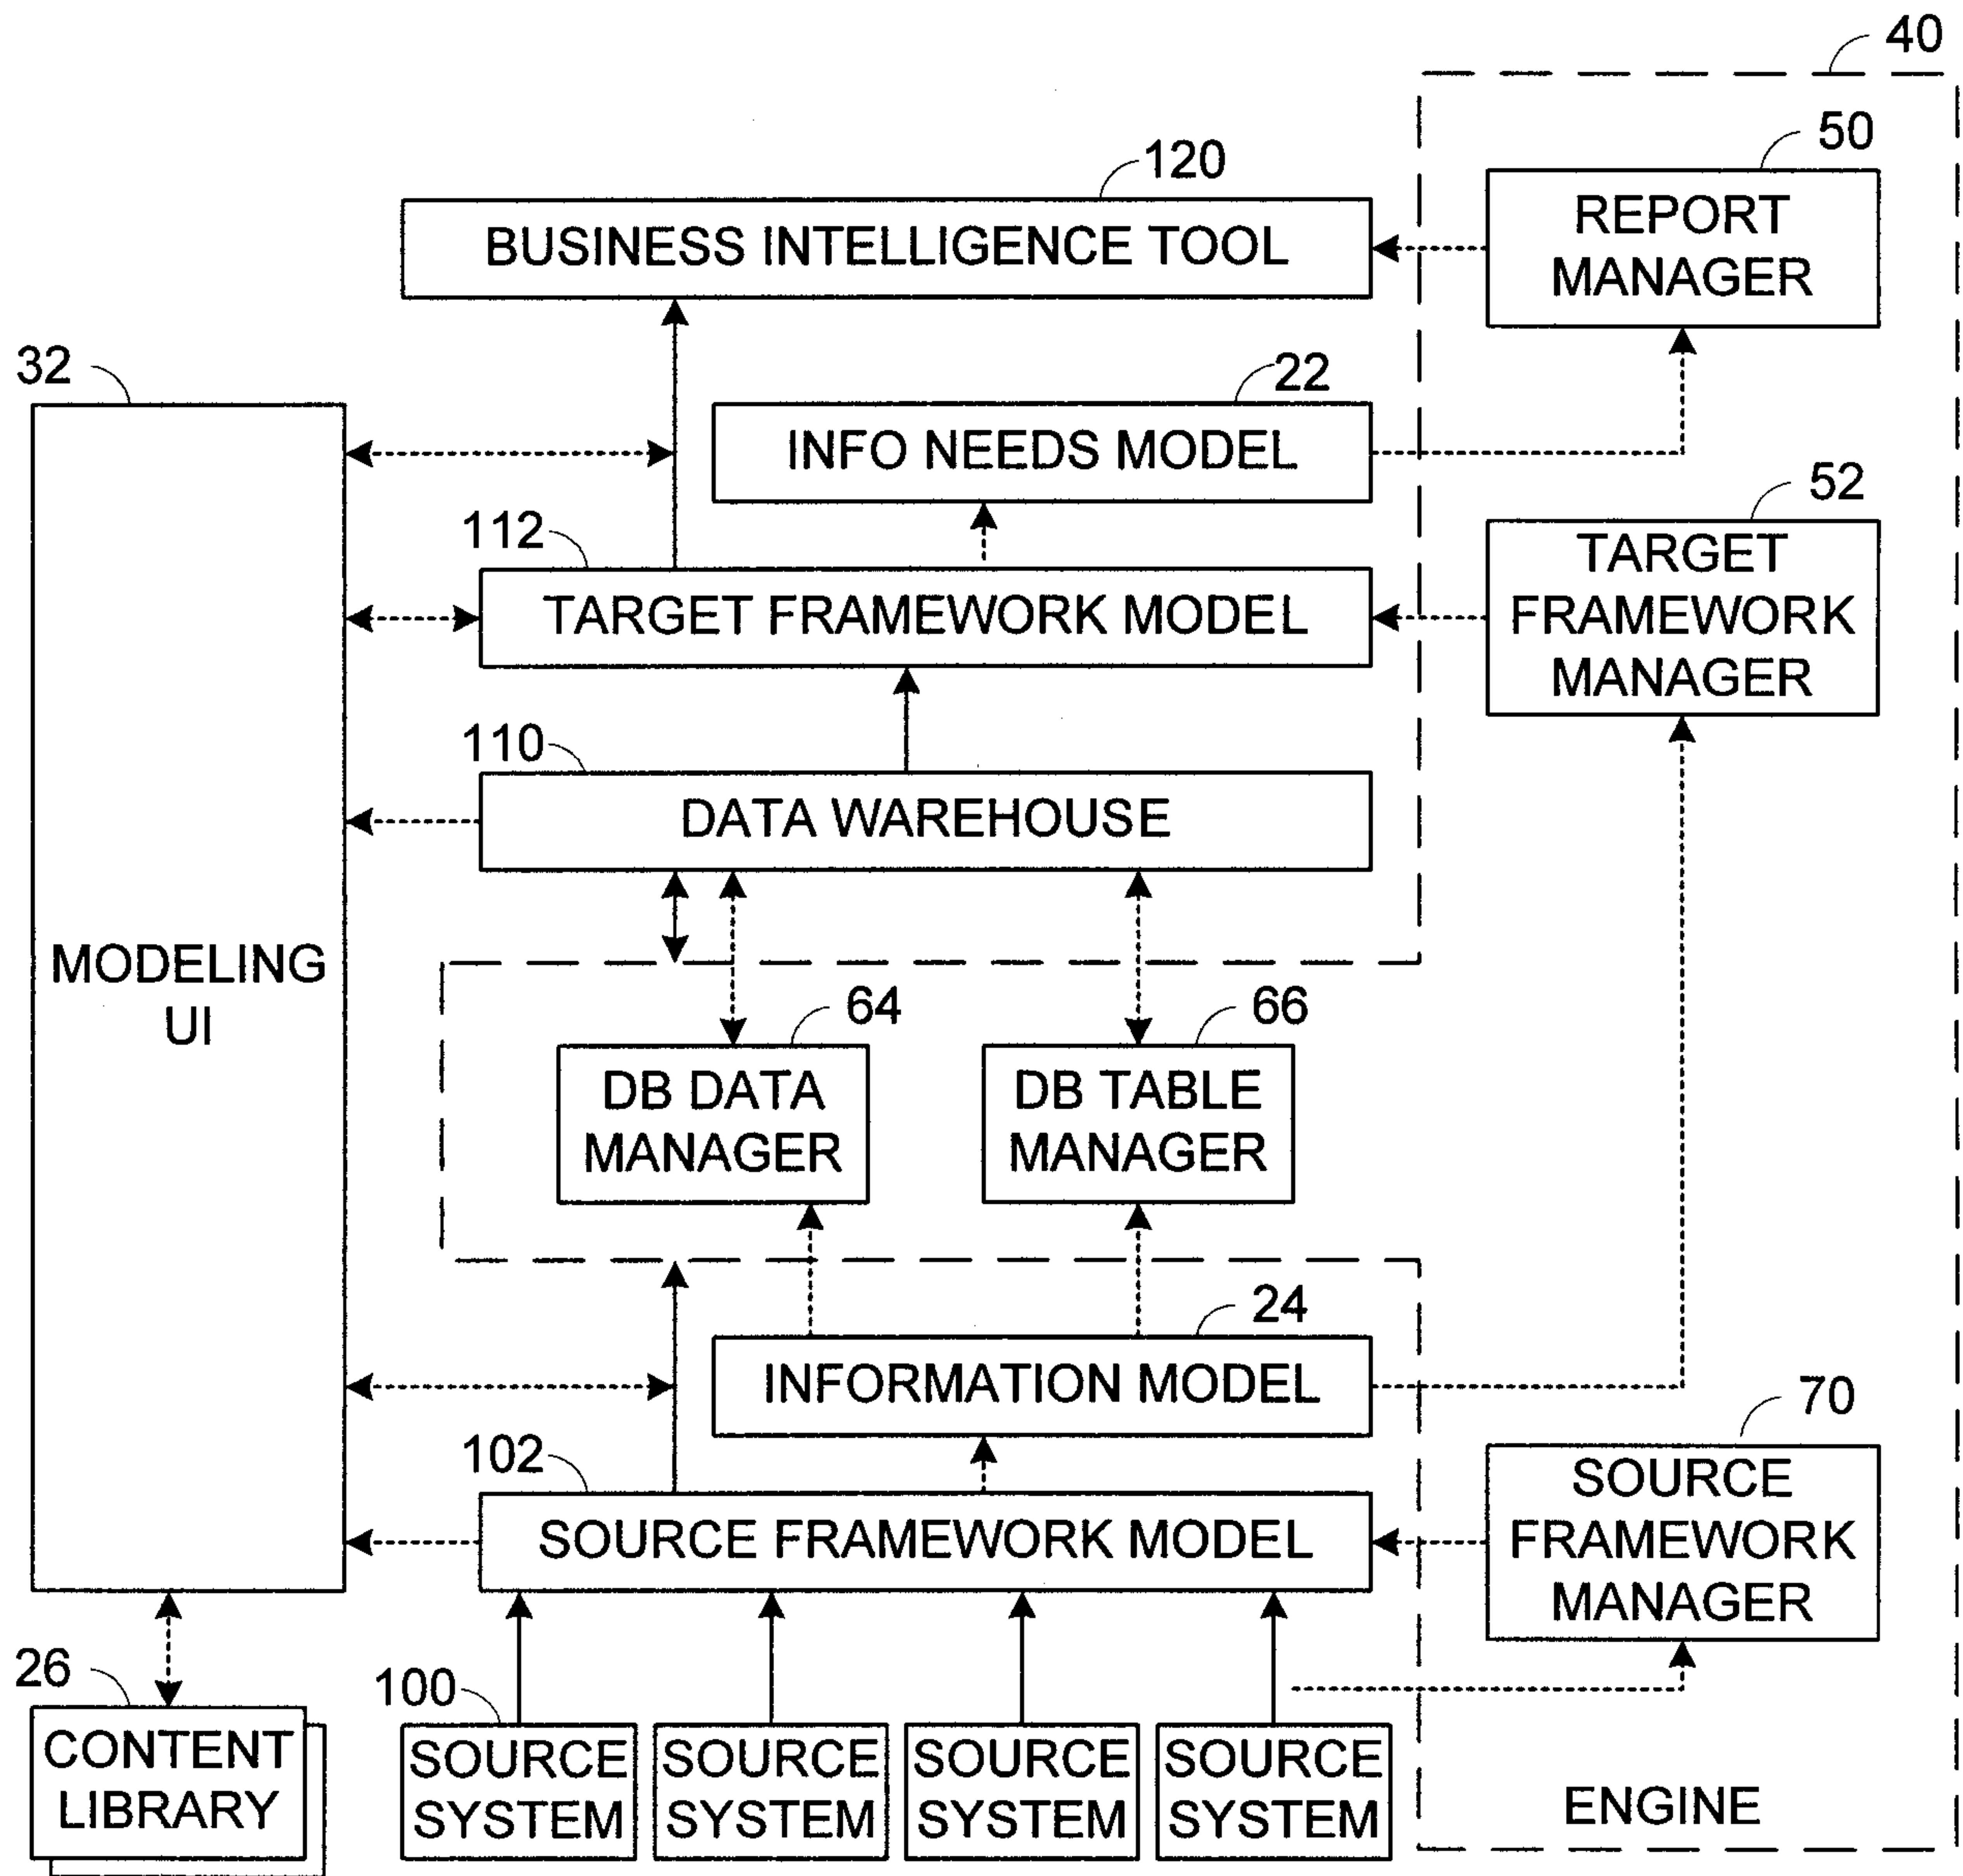 40
50
120
REPORT
MANAGER
BUSINESS INTELLIGENCE TOOL
32
22
INFO NEEDS MODEL
52
112
TARGET
FRAMEWORK
MANAGER
TARGET FRAMEWORK MODEL
110
DATA WAREHOUSE
MODELING
UI
64
66
DB DATA
MANAGER
DB TABLE
MANAGER
24
INFORMATION MODEL
70
102
SOURCE
FRAMEWORK
MANAGER
SOURCE FRAMEWORK MODEL
26
100
CONTENT
LIBRARY
SOURCE
SYSTEM
SOURCE
SYSTEM
SOURCE
SYSTEM
SOURCE
SYSTEM
ENGINE